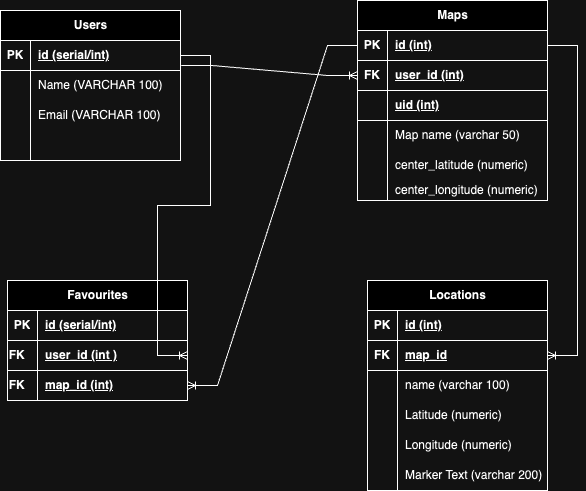 Users
PK id (serial/int)
Name (VARCHAR 100)
Email (VARCHAR 100)
Maps
PK id (int)
FK user_id (int)
uid (int)
Map name (varchar 50)
center_latitude (numeric)
center_longitude (numeric)
Favourites
PK id (serial/int)
FK user_id (int )
FK map_id (int)
Locations
PK id (int)
FK map_id
name (varchar 100)
Latitude (numeric)
Longitude (numeric)
Marker Text (varchar 200)